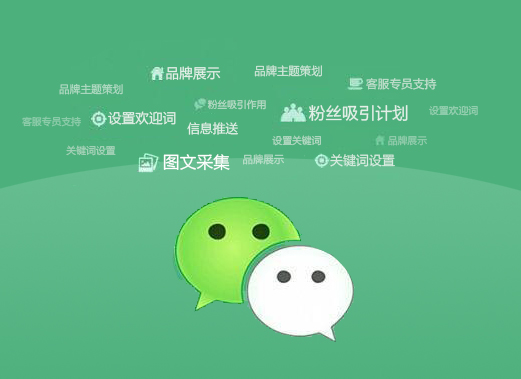 品牌展示
品牌主题策划
品牌主题策划
客服专员支持
粉丝吸引作用
粉丝吸引计划
设置欢迎词
客服专员支持
设置欢迎词
信息推送
设置关键词
品牌展示
关键词设置
图文采集
品牌展示
关键词设置